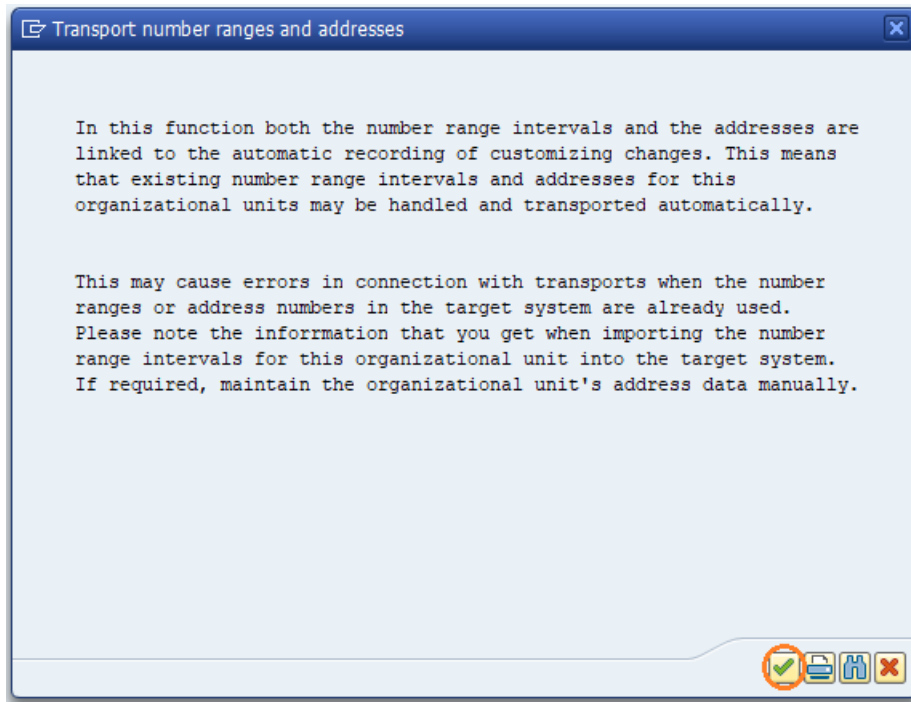 Transport number ranges and addresses
In this function both the number range intervals and the addresses are
linked to the automatic recording of customizing changes. This means
that existing number range intervals and addresses for this
organizational units may be handled and transported automatically.
This may cause errors in connection with transports when the number
ranges or address numbers in the target system are already used.
Please note the inforrmation that you get when importing the number
range intervals for this organizational unit into the target system.
If required, maintain the organizational unit's address data manually.